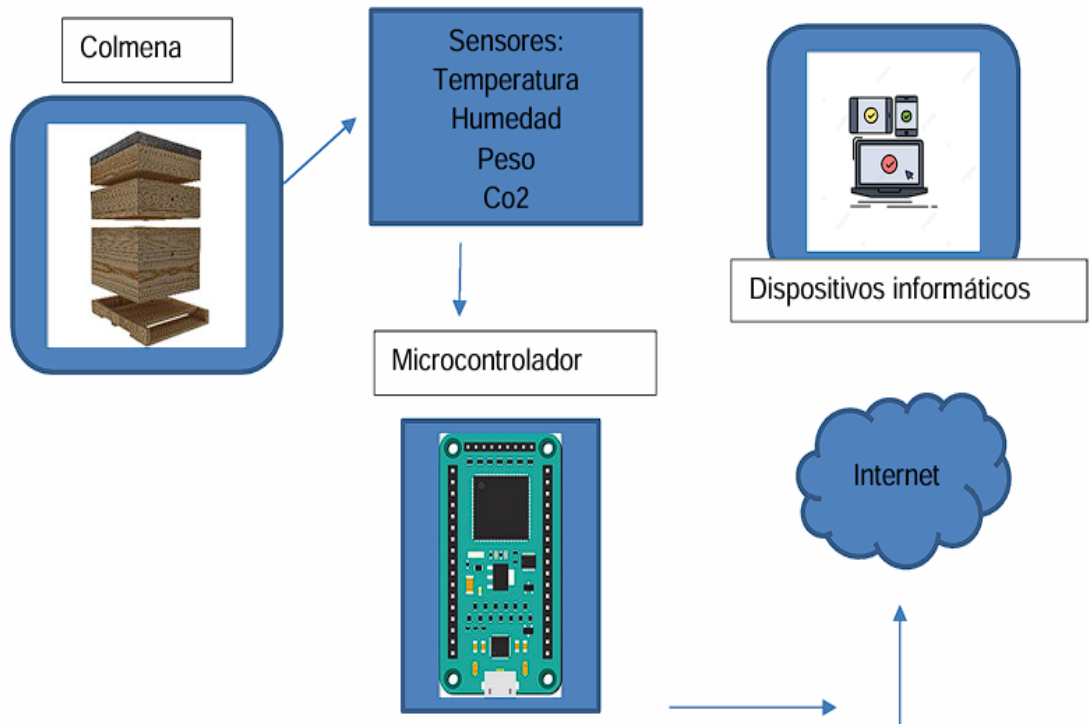 Colmena
Sensores:
Temperatura
Humedad
Peso
Co2
Dispositivos informáticos
Microcontrolador
Internet